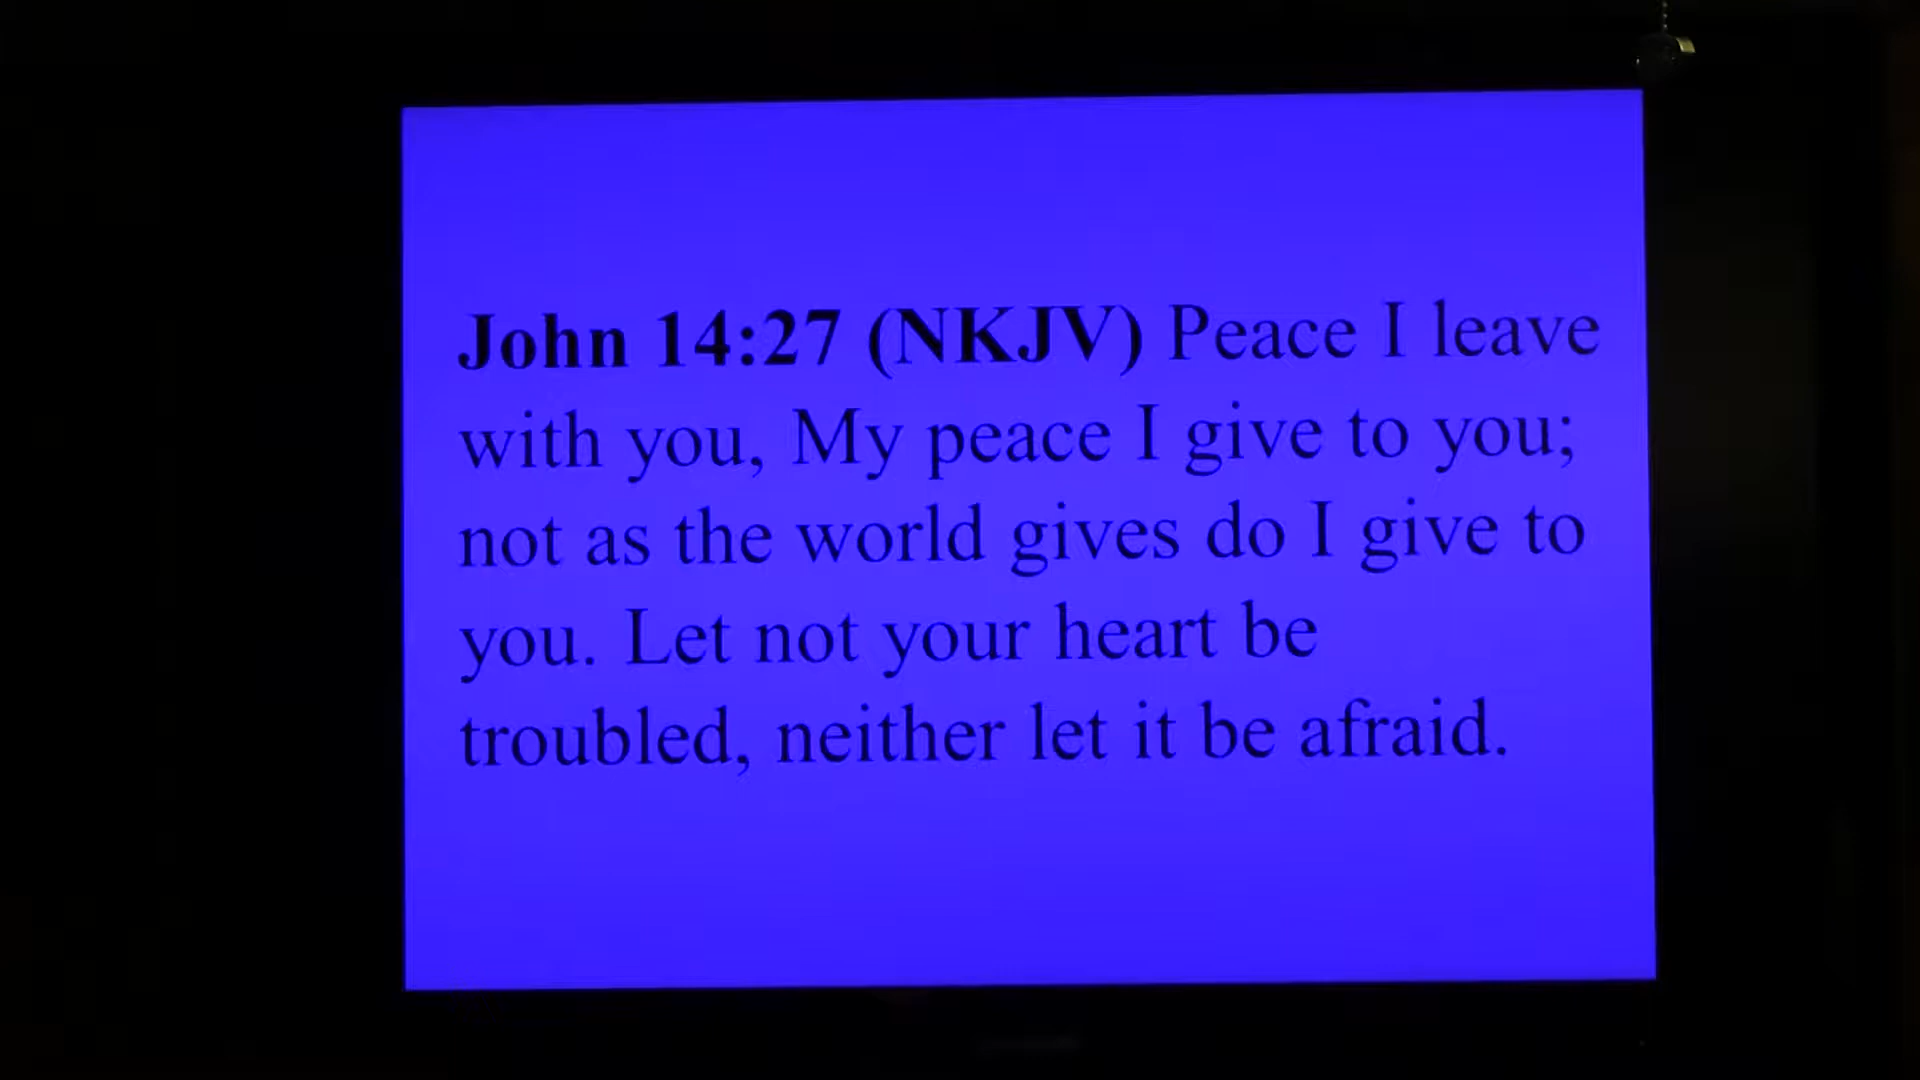 John 14:27 (NKJV) Peace I leave
with you, My peace I give to you;
not as the world gives do I give to
you. Let not your heart be
troubled, neither let it be afraid.